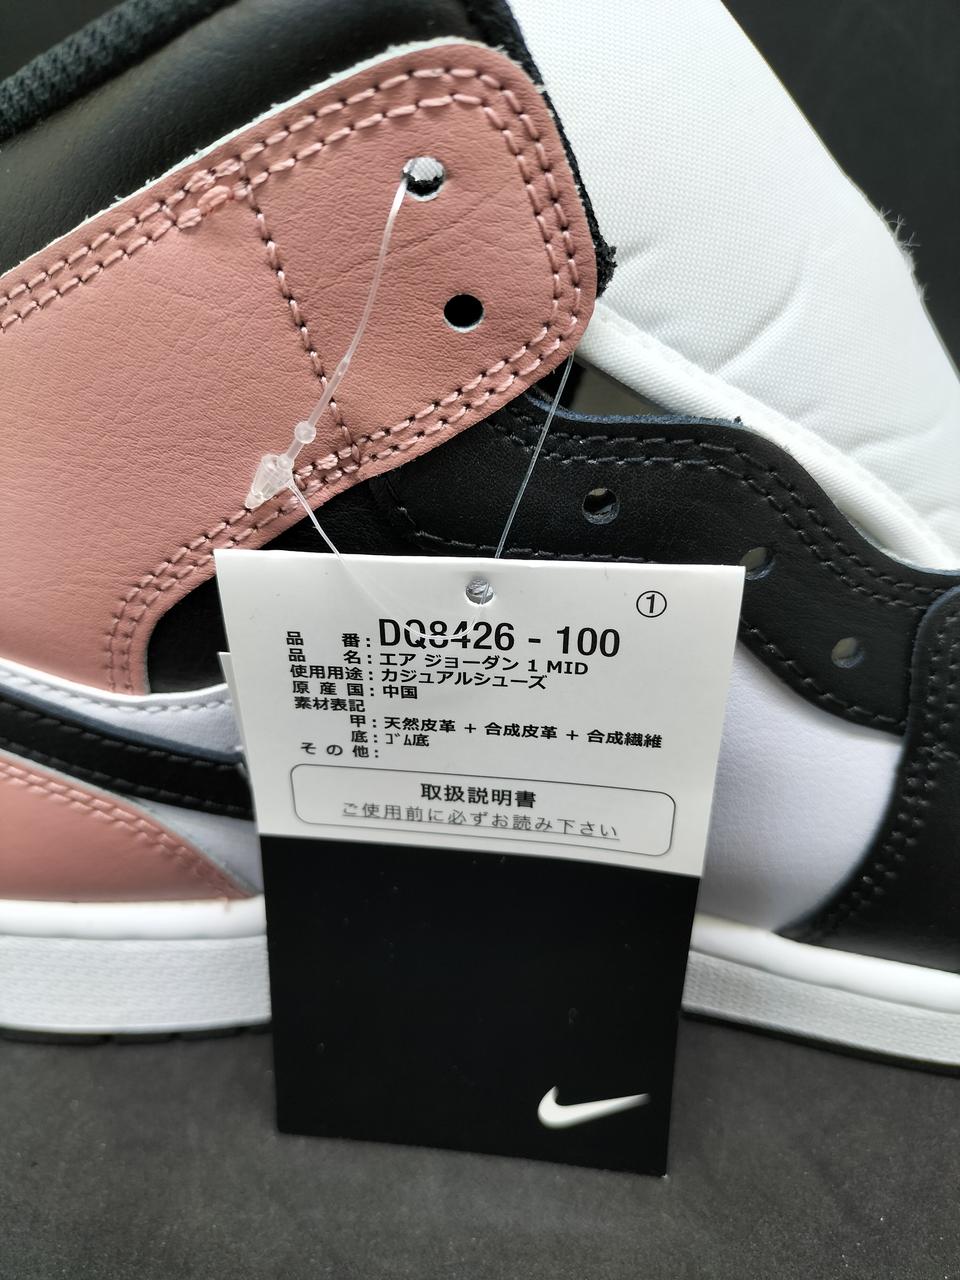 ①
品 番 : DQ8426 - 100
品 名 : エア ジョーダン 1 MID
使用用途 : カジュアルシューズ
原 産 国 : 中国
素材表記
甲 : 天然皮革 + 合成皮革 + 合成繊維
底 : ｺﾞﾑ底
そ の 他 :
取扱説明書
ご使用前に必ずお読み下さい